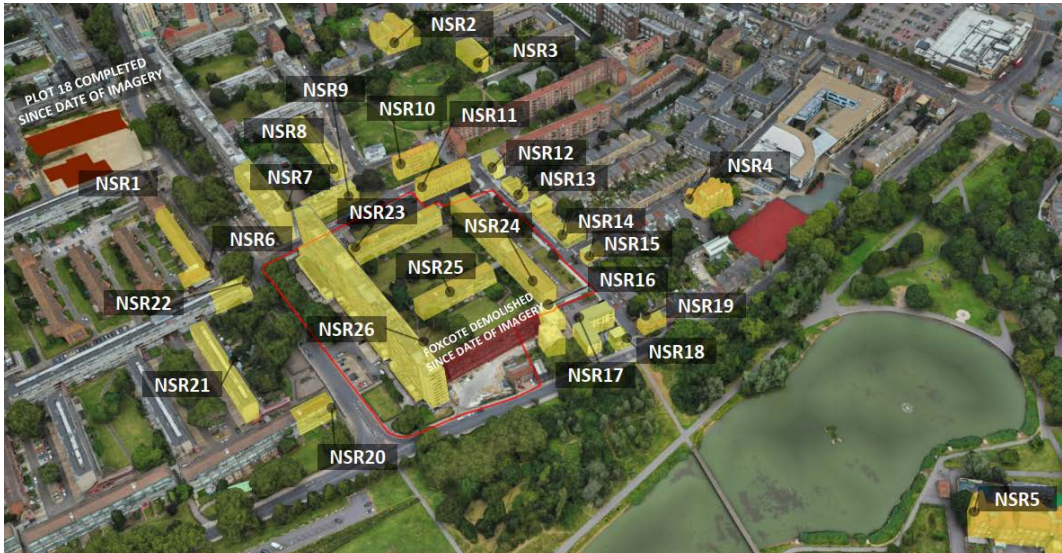 NSR2
NSR3
PLOT 18 COMPLETED
SINCE DATE OF IMAGERY
NSR9
NSR10
NSR11
NSR8
NSR12
NSR7
NSR1
NSR13
NSR4
NSR23
NSR24
NSR14
NSR6
NSR15
NSR25
NSR16
NSR22
NSR19
NSR26
FOXCOTE DEMOLISHED
SINCE DATE OF IMAGERY
NSR18
NSR17
NSR21
NSR20
NSR5